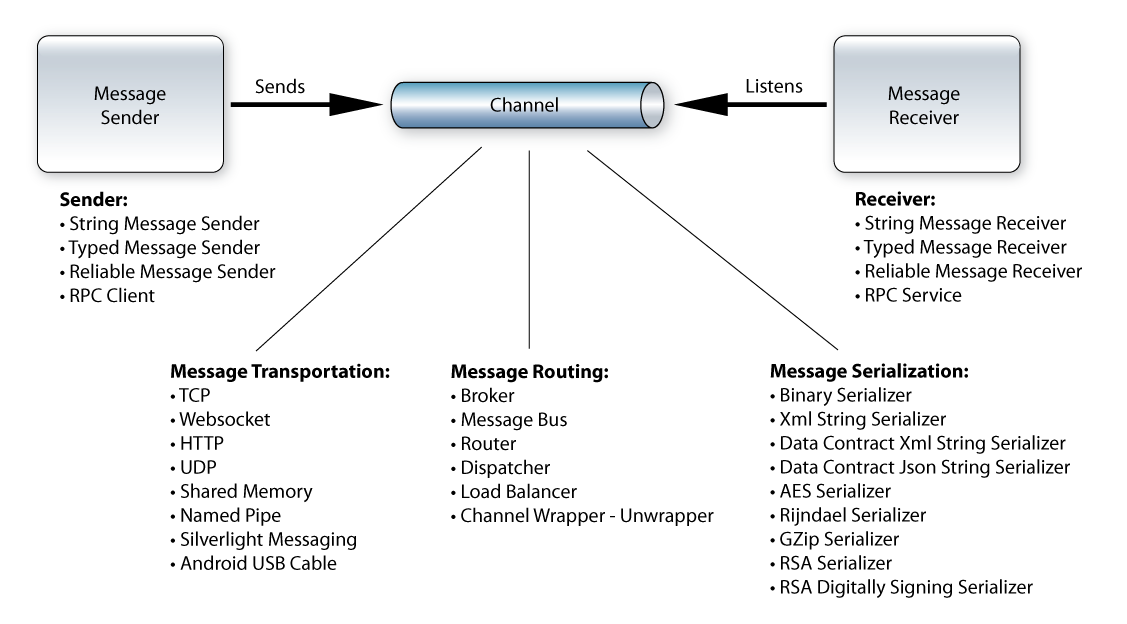 Message
Sender
Sends
Channel
Listens
Message
Receiver
Sender:
• String Message Sender
• Typed Message Sender
• Reliable Message Sender
• RPC Client
Receiver:
• String Message Receiver
• Typed Message Receiver
• Reliable Message Receiver
• RPC Service
Message Transportation:
• TCP
• Websocket
• HTTP
• UDP
• Shared Memory
• Named Pipe
• Silverlight Messaging
• Android USB Cable
Message Routing:
• Broker
• Message Bus
• Router
• Dispatcher
• Load Balancer
• Channel Wrapper - Unwrapper
Message Serialization:
• Binary Serializer
• Xml String Serializer
• Data Contract Xml String Serializer
• Data Contract Json String Serializer
• AES Serializer
• Rijndael Serializer
• GZip Serializer
• RSA Serializer
• RSA Digitally Signing Serializer